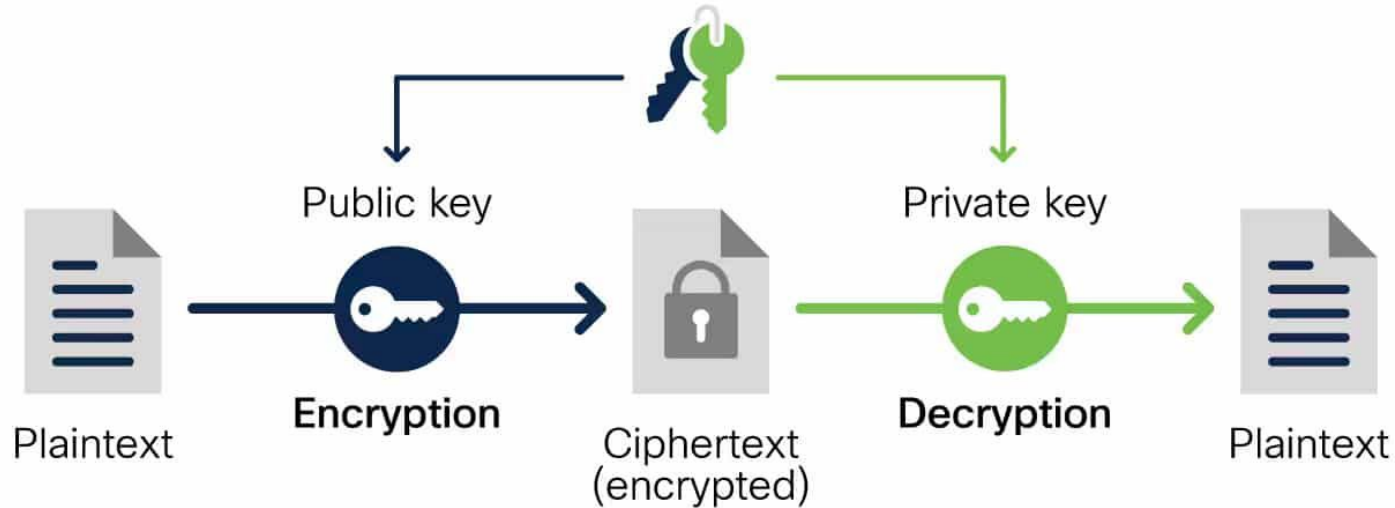 Public key
Private key
Plaintext
Encryption
Ciphertext
(encrypted)
Decryption
Plaintext